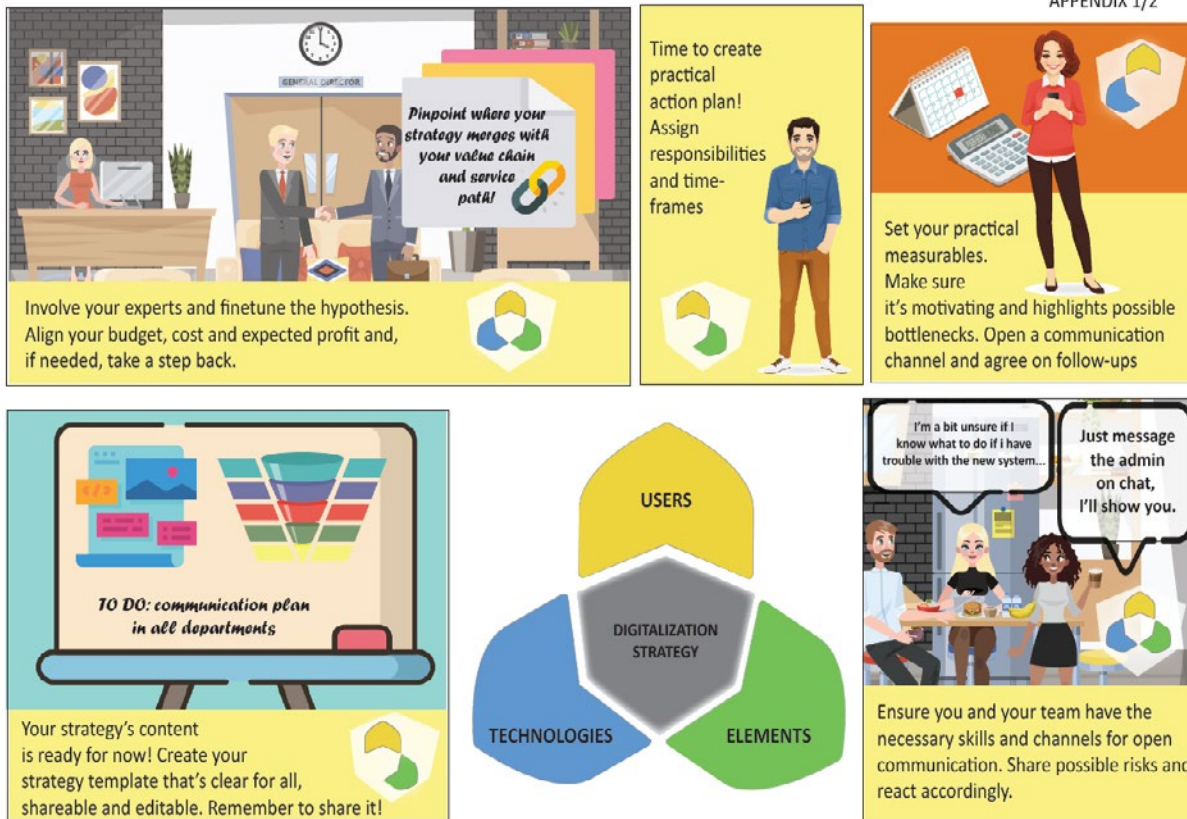 APPENDIX 1/2
GENERAL DIRECTOR
Pinpoint where your
strategy merges with
your value chain
and service
path!
Involve your experts and finetune the hypothesis.
Align your budget, cost and expected profit and,
if needed, take a step back.
Time to create
practical
action plan!
Assign
responsibilities
and time-
frames
Set your practical
measurables.
Make sure
it's motivating and highlights possible
bottlenecks. Open a communication
channel and agree on follow-ups
</>
TO DO: communication plan
in all departments
Your strategy's content
is ready for now! Create your
strategy template that's clear for all,
shareable and editable. Remember to share it!
USERS
DIGITALIZATION
STRATEGY
TECHNOLOGIES
ELEMENTS
I'm a bit unsure if I
know what to do if i have
trouble with the new system...
Just message
the admin
on chat,
I'll show you.
Ensure you and your team have the
necessary skills and channels for open
communication. Share possible risks and
react accordingly.